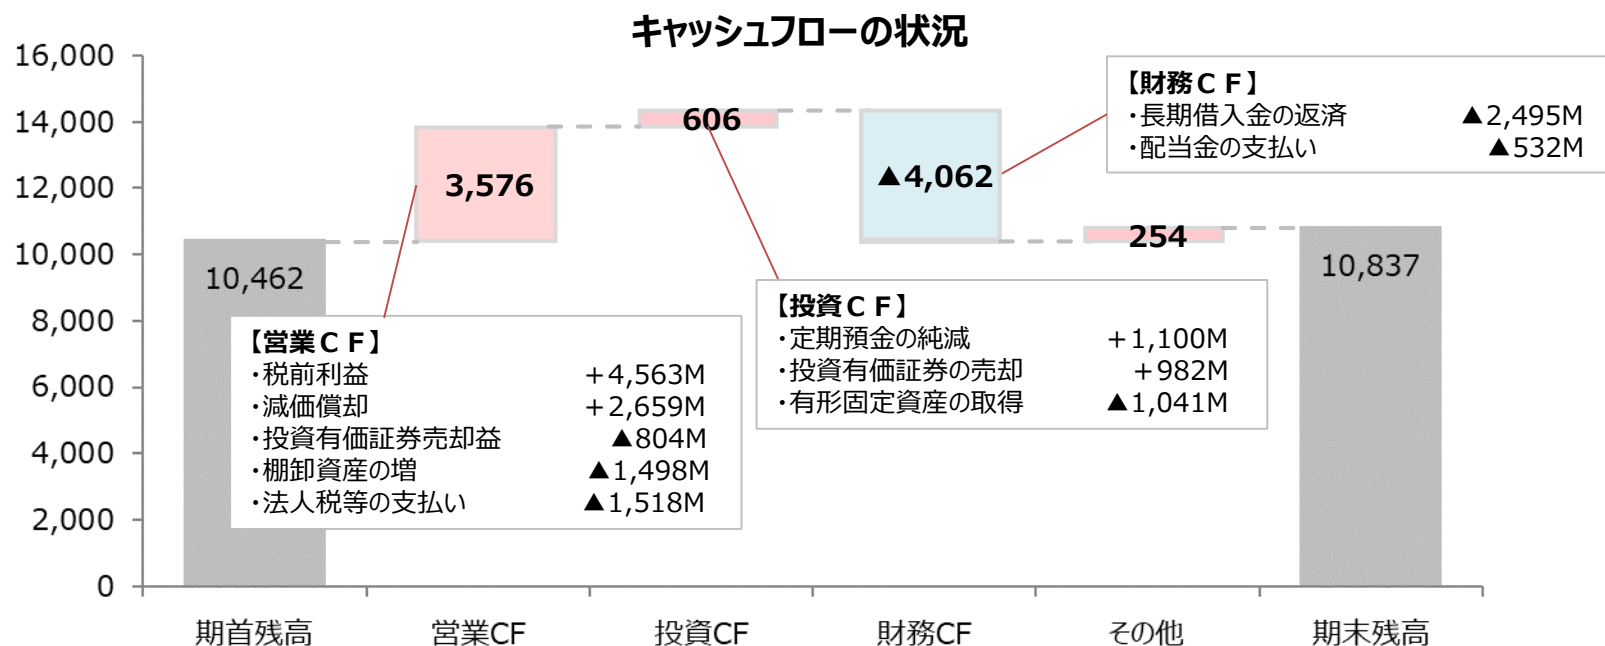 キャッシュフローの状況
16,000
14,000
12,000
10,000
8,000
6,000
4,000
2,000
0
10,462
3,576
606
▲4,062
254
10,837
【財務ＣＦ】
・長期借入金の返済 ▲2,495M
・配当金の支払い ▲532M
【投資ＣＦ】
・定期預金の純減 ＋1,100M
・投資有価証券の売却 ＋982M
・有形固定資産の取得 ▲1,041M
【営業ＣＦ】
・税前利益 ＋4,563M
・減価償却 ＋2,659M
・投資有価証券売却益 ▲804M
・棚卸資産の増 ▲1,498M
・法人税等の支払い ▲1,518M
期首残高 営業CF 投資CF 財務CF その他 期末残高